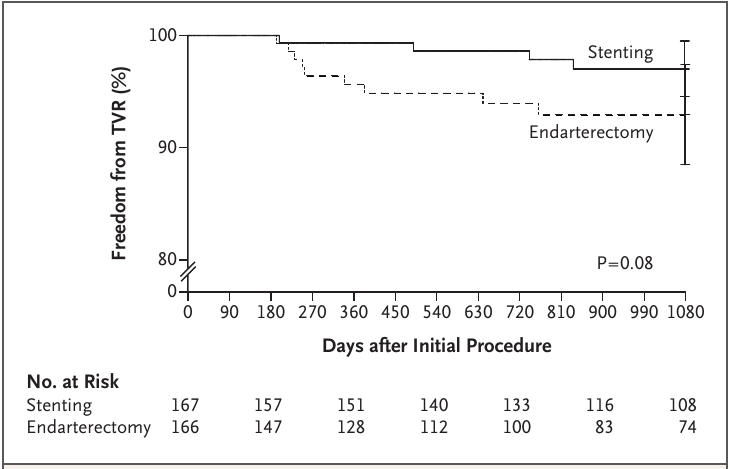 100
Stenting
90
Endarterectomy
Freedom from TVR (%)
80
P=0.08
0
0 90 180 270 360 450 540 630 720 810 900 990 1080
Days after Initial Procedure
No. at Risk
Stenting 167 157 151 140 133 116 108
Endarterectomy 166 147 128 112 100 83 74